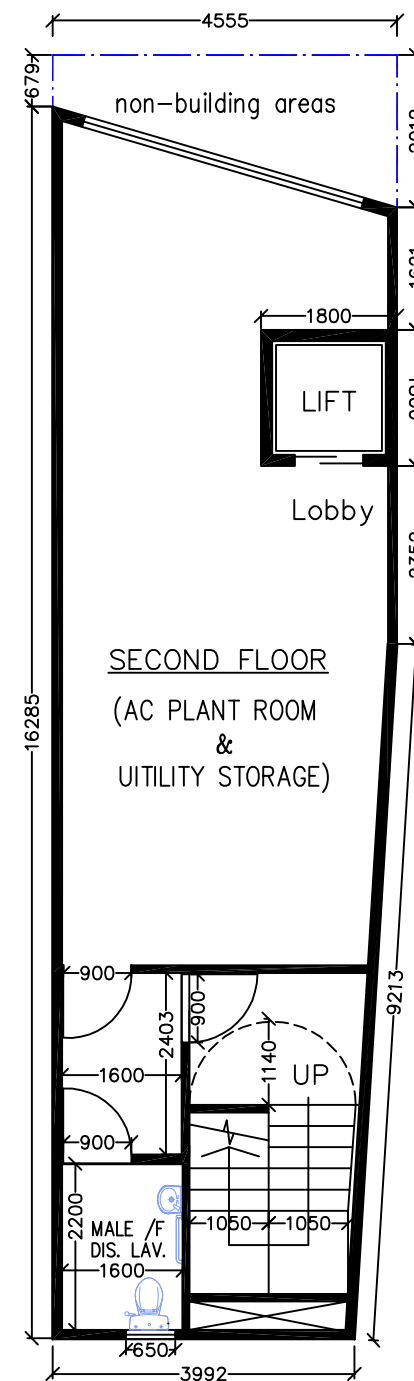 4555
679
non-building areas
1800
LIFT
Lobby
16285
SECOND FLOOR
(AC PLANT ROOM
&
UITILITY STORAGE)
900
900
2403
9213
1140
UP
1600
900
2200
MALE /F
DIS. LAV.
1050
1050
1600
650
3992